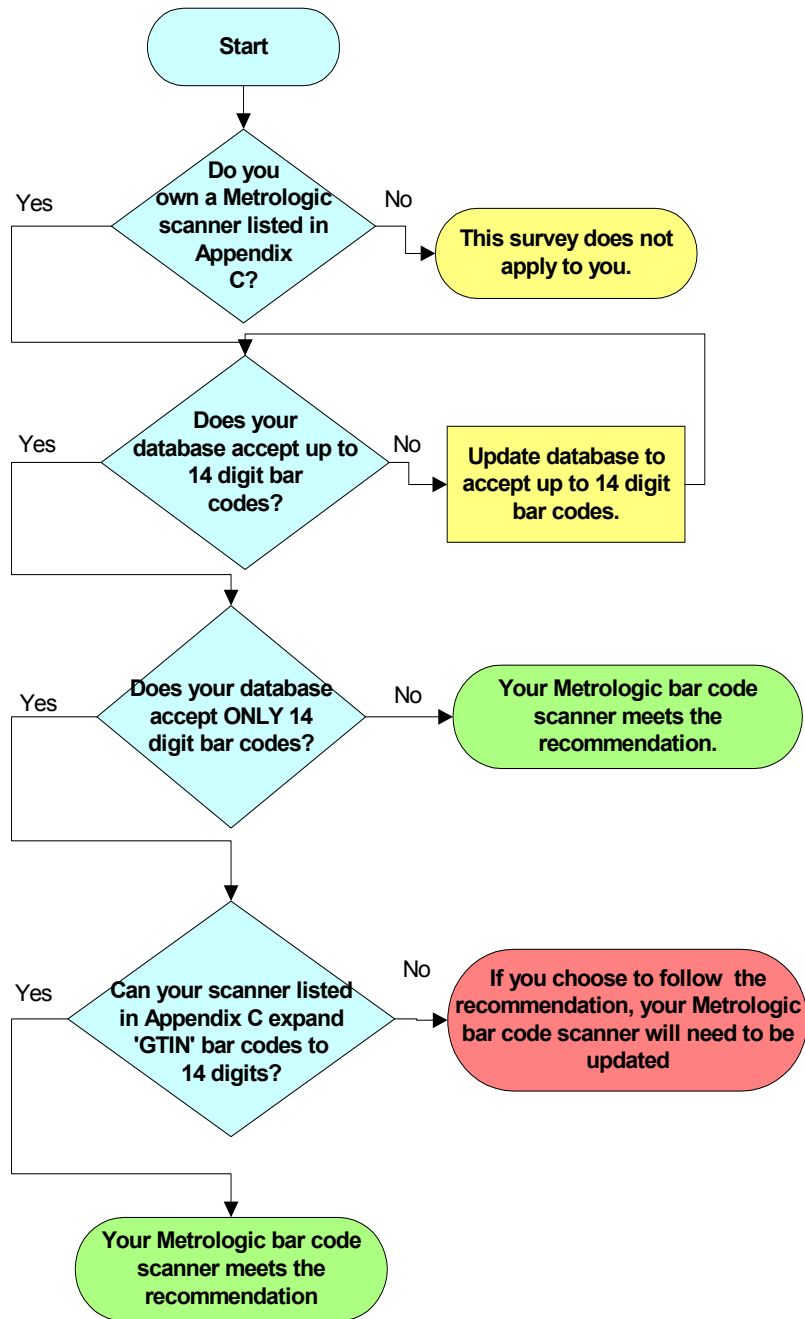 Start
Do you
own a Metrologic
scanner listed in
Appendix
C?
Yes
No
This survey does not
apply to you.
Does your
database accept up to
14 digit bar
codes?
Yes
No
Update database to
accept up to 14 digit
bar codes.
Does your database
accept ONLY 14
digit bar codes?
Yes
No
Your Metrologic bar code
scanner meets the
recommendation.
Can your scanner listed
in Appendix C expand
'GTIN' bar codes to
14 digits?
Yes
No
If you choose to follow the
recommendation, your Metrologic
bar code scanner will need to be
updated
Your Metrologic bar code
scanner meets the
recommendation